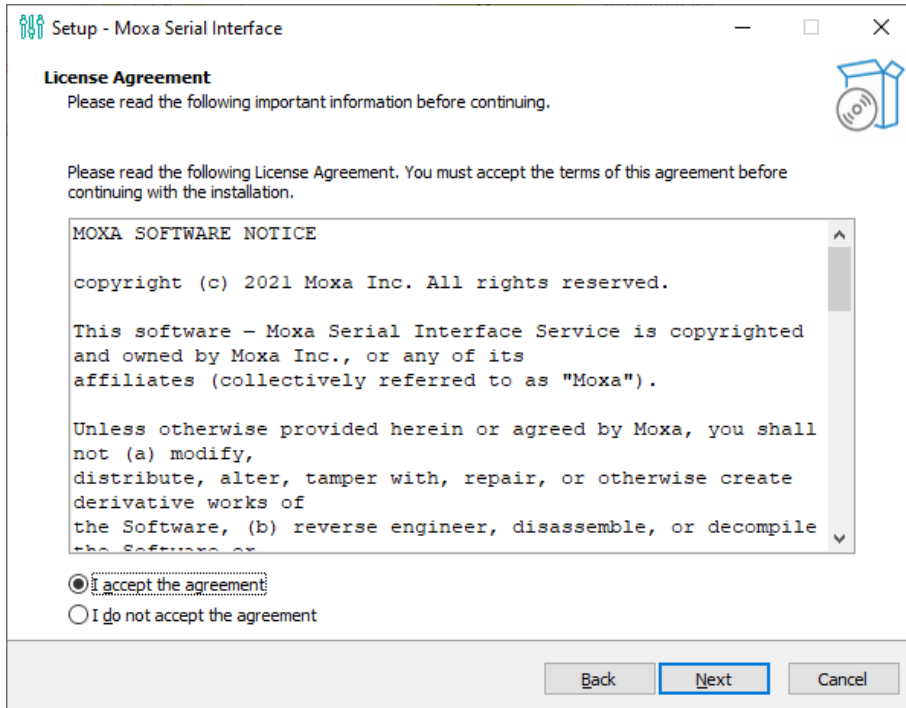 Setup - Moxa Serial Interface
License Agreement
Please read the following important information before continuing.
Please read the following License Agreement. You must accept the terms of this agreement before
continuing with the installation.
MOXA SOFTWARE NOTICE
copyright (c) 2021 Moxa Inc. All rights reserved.
This software – Moxa Serial Interface Service is copyrighted
and owned by Moxa Inc., or any of its
affiliates (collectively referred to as "Moxa").
Unless otherwise provided herein or agreed by Moxa, you shall
not (a) modify,
distribute, alter, tamper with, repair, or otherwise create
derivative works of
the Software, (b) reverse engineer, disassemble, or decompile
the Software or
I accept the agreement
I do not accept the agreement
Back Next Cancel